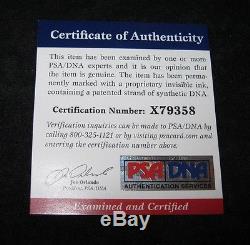 Certificate of Authenticity
This item has been examined by one or more
PSA/DNA experts and it is our opinion that
the item is genuine. The item has been perma-
nently marked with a proprietary invisible ink,
containing a patented strand of synthetic DNA
Certification Number: X79358
Verification inquiries can be made to PSA/DNA by
calling 800-325-1121 or by visiting psacard.com and
entering the certification number above.
Joe Orlando
President, PSA/DNA
PSA DNA
AUTHENTICATION SERVICES
Examined and Certified